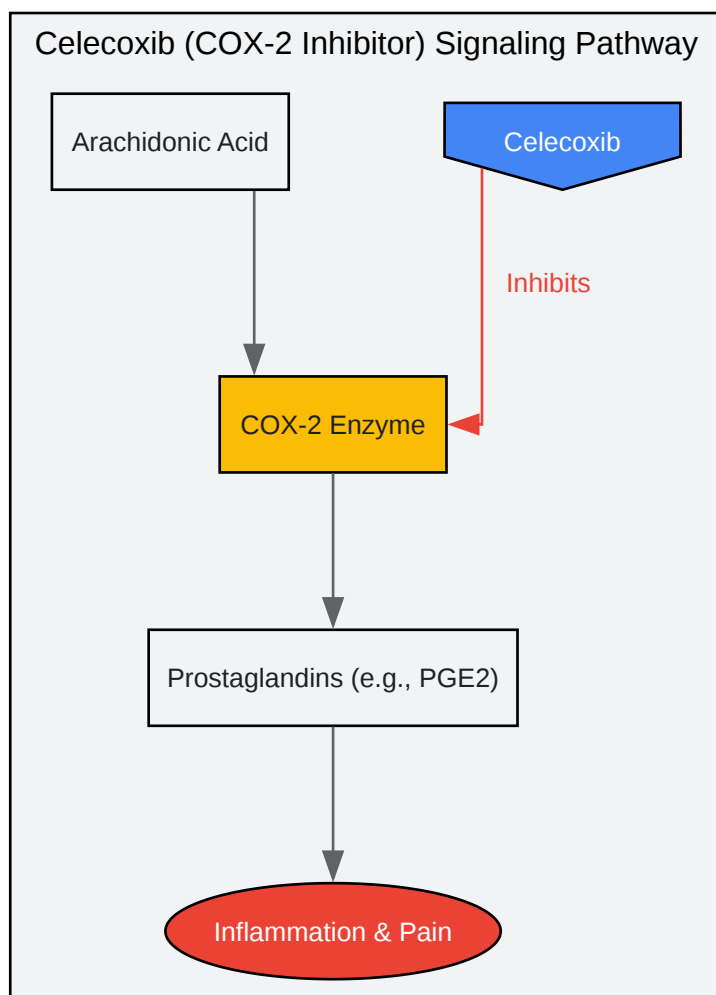 Celecoxib (COX-2 Inhibitor) Signaling Pathway
Arachidonic Acid
Celecoxib
Inhibits
COX-2 Enzyme
Prostaglandins (e.g., PGE2)
Inflammation & Pain